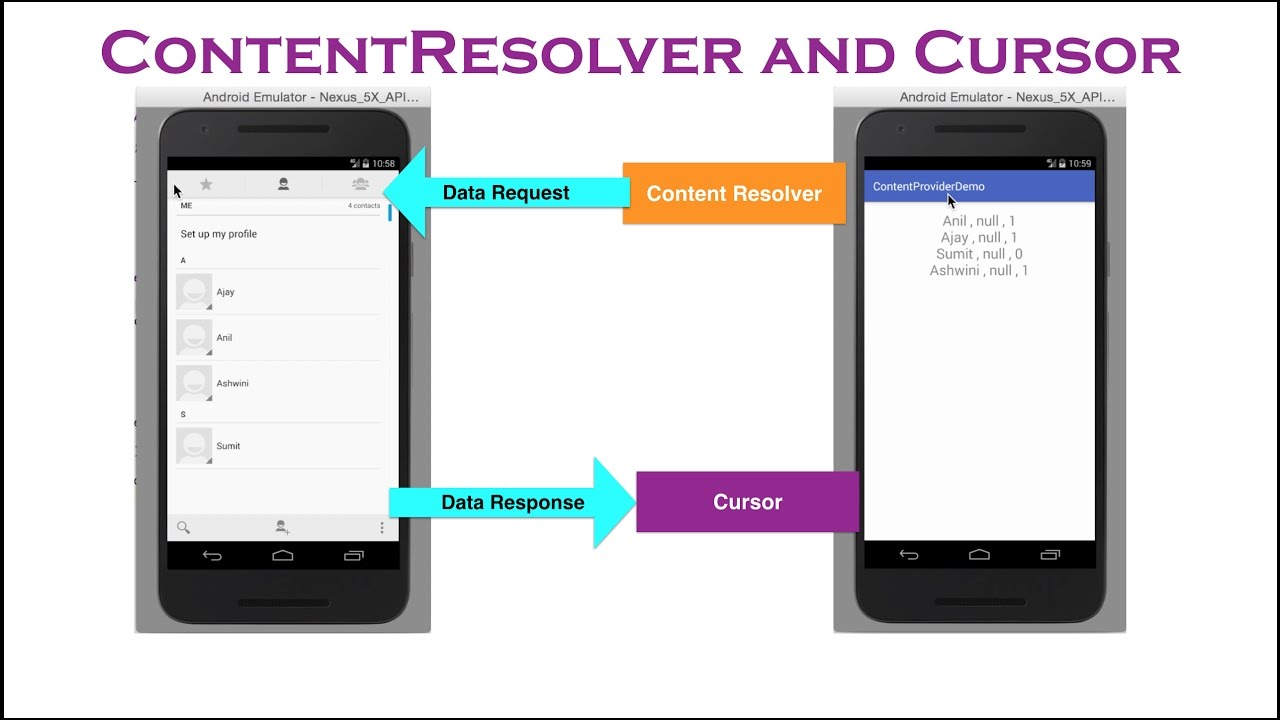 ContentResolver and Cursor
Android Emulator - Nexus_5X_API...
10:58
ME
4 contacts
Set up my profile
A
Ajay
Anil
Ashwini
S
Sumit
Data Request
Content Resolver
Data Response
Cursor
Android Emulator - Nexus_5X_API...
10:59
ContentProviderDemo
Anil , null , 1
Ajay , null , 1
Sumit , null , 0
Ashwini , null , 1